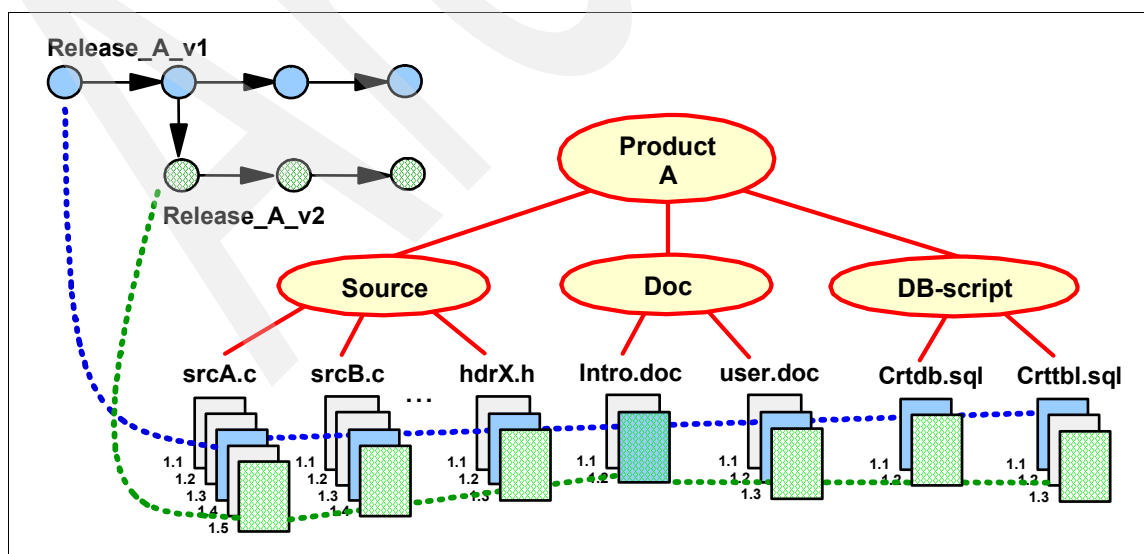 Release_A_v1
Product
A
Release_A_v2
Source
Doc
DB-script
srcA.c srcB.c ... hdrX.h Intro.doc user.doc Crtdb.sql Crttbl.sql
1.1 1.1 1.1 1.1 1.1 1.1 1.1
1.2 1.2 1.2 1.2 1.2 1.2 1.2
1.3 1.3 1.3 1.3 1.3
1.4 1.4
1.5